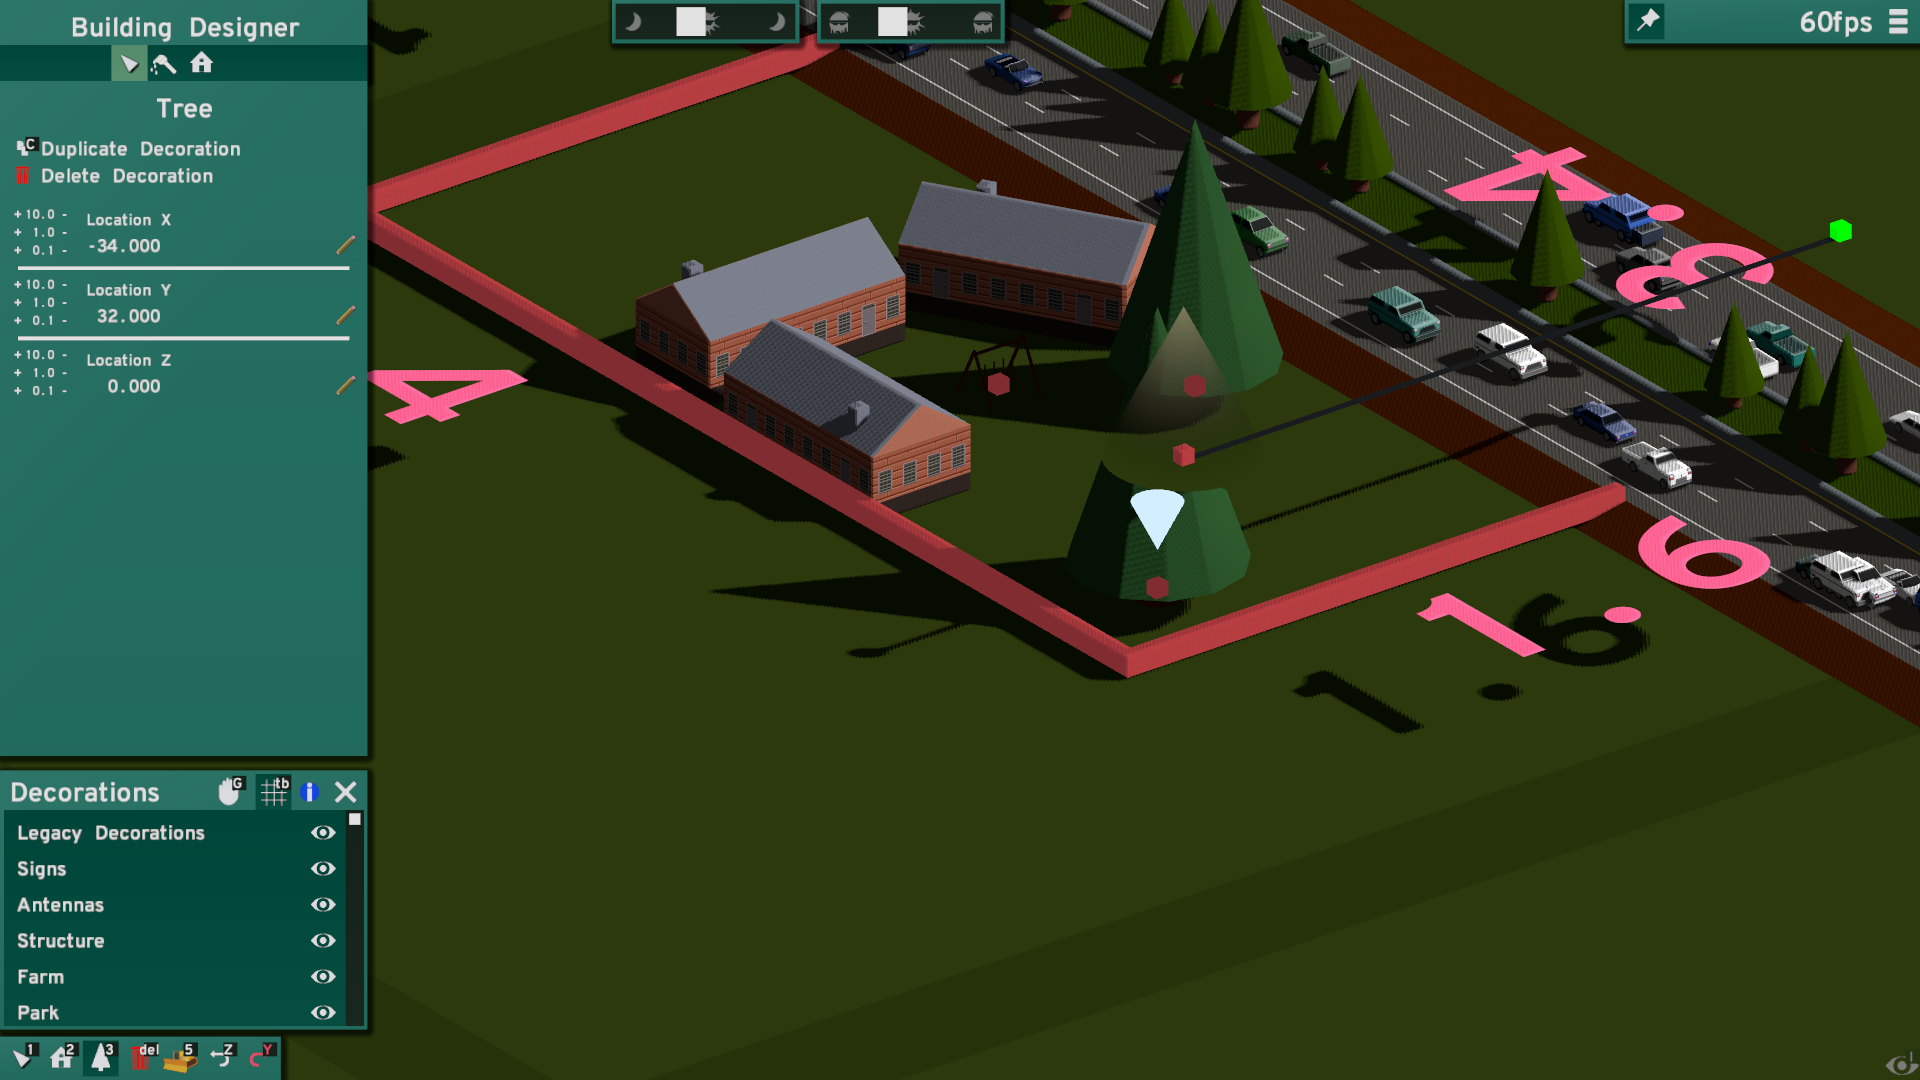 Building Designer
Tree
C
Duplicate Decoration
Delete Decoration
+ 10.0 -
+ 1.0 -
+ 0.1 -
Location X
-34.000
+ 10.0 -
+ 1.0 -
+ 0.1 -
Location Y
32.000
+ 10.0 -
+ 1.0 -
+ 0.1 -
Location Z
0.000
Decorations
G
tb
i
Legacy Decorations
Signs
Antennas
Structure
Farm
Park
1
2
3
del
5
Z
Y
60fps
4
4.8
1.6